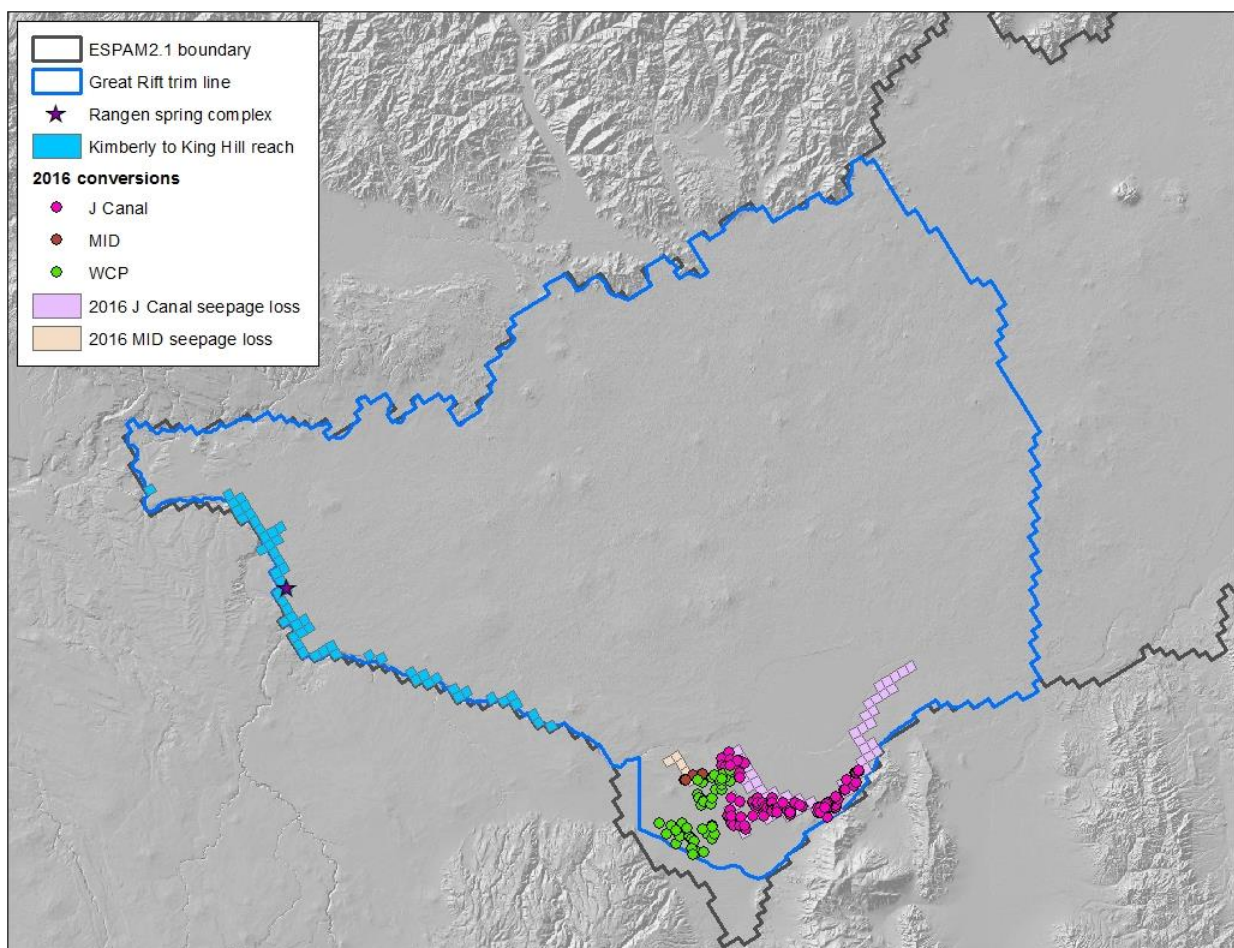 ESPAM2.1 boundary
Great Rift trim line
Rangen spring complex
Kimberly to King Hill reach
2016 conversions
J Canal
MID
WCP
2016 J Canal seepage loss
2016 MID seepage loss